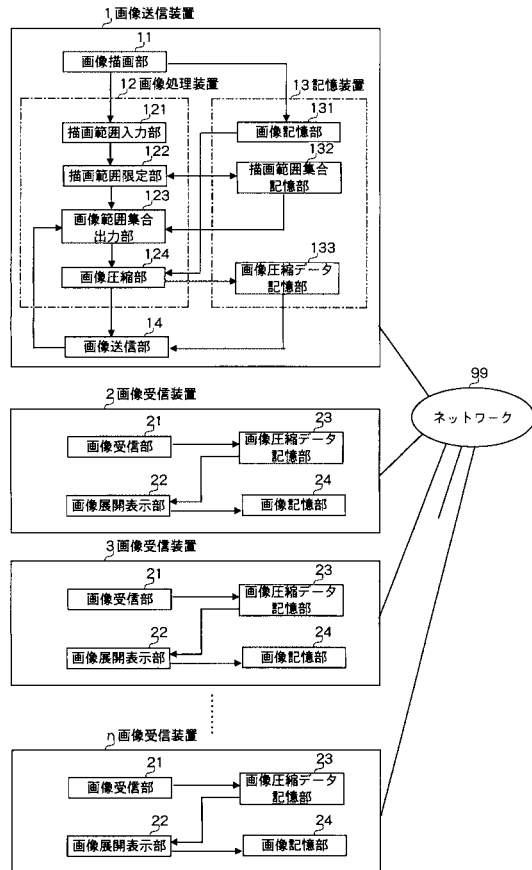 1 画像送信装置
11
画像描画部
12 画像処理装置
13 記憶装置
121
描画範囲入力部
131
画像記憶部
122
描画範囲限定部
132
描画範囲集合
記憶部
123
画像範囲集合
出力部
124
画像圧縮部
133
画像圧縮データ
記憶部
14
画像送信部
99
ネットワーク
2 画像受信装置
21
画像受信部
23
画像圧縮データ
記憶部
22
画像展開表示部
24
画像記憶部
3 画像受信装置
21
画像受信部
23
画像圧縮データ
記憶部
22
画像展開表示部
24
画像記憶部
n 画像受信装置
21
画像受信部
23
画像圧縮データ
記憶部
22
画像展開表示部
24
画像記憶部